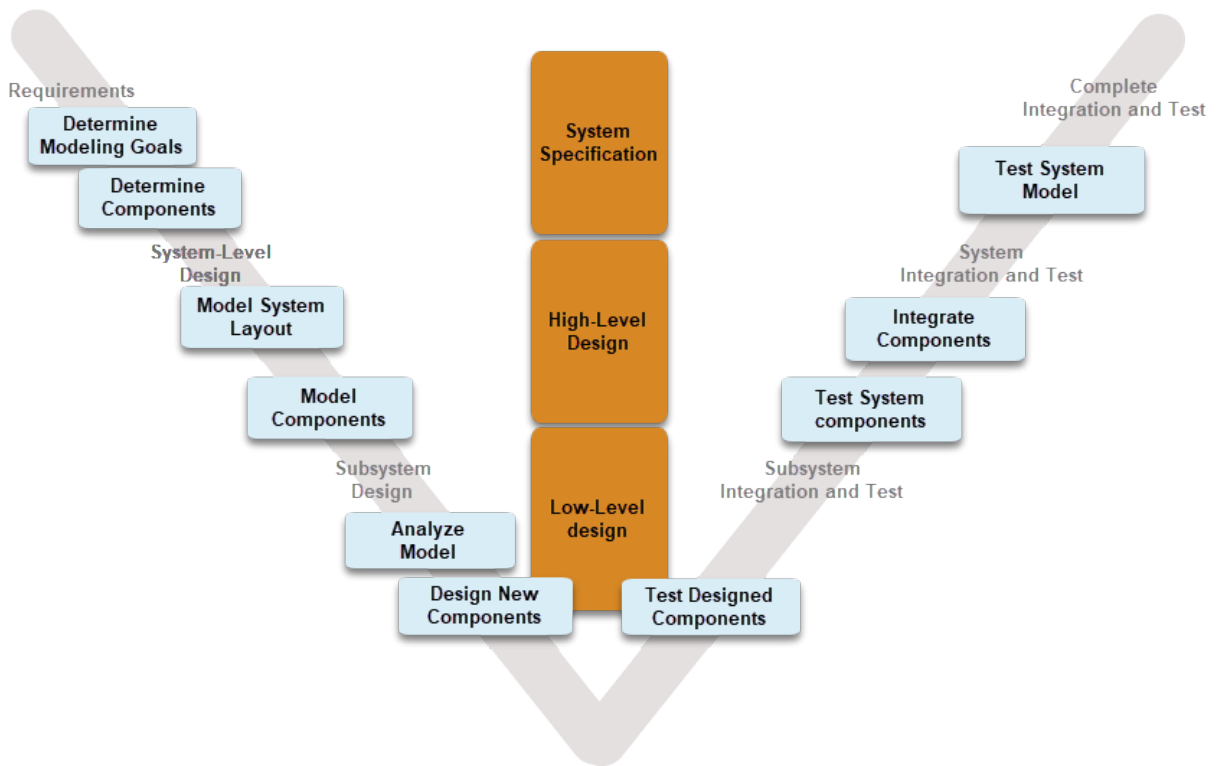 Requirements
Determine
Modeling Goals
Determine
Components
System-Level
Design
Model System
Layout
Model
Components
Subsystem
Design
Analyze
Model
Design New
Components
System
Specification
High-Level
Design
Low-Level
design
Complete
Integration and Test
Test System
Model
System
Integration and Test
Integrate
Components
Test System
components
Subsystem
Integration and Test
Test Designed
Components